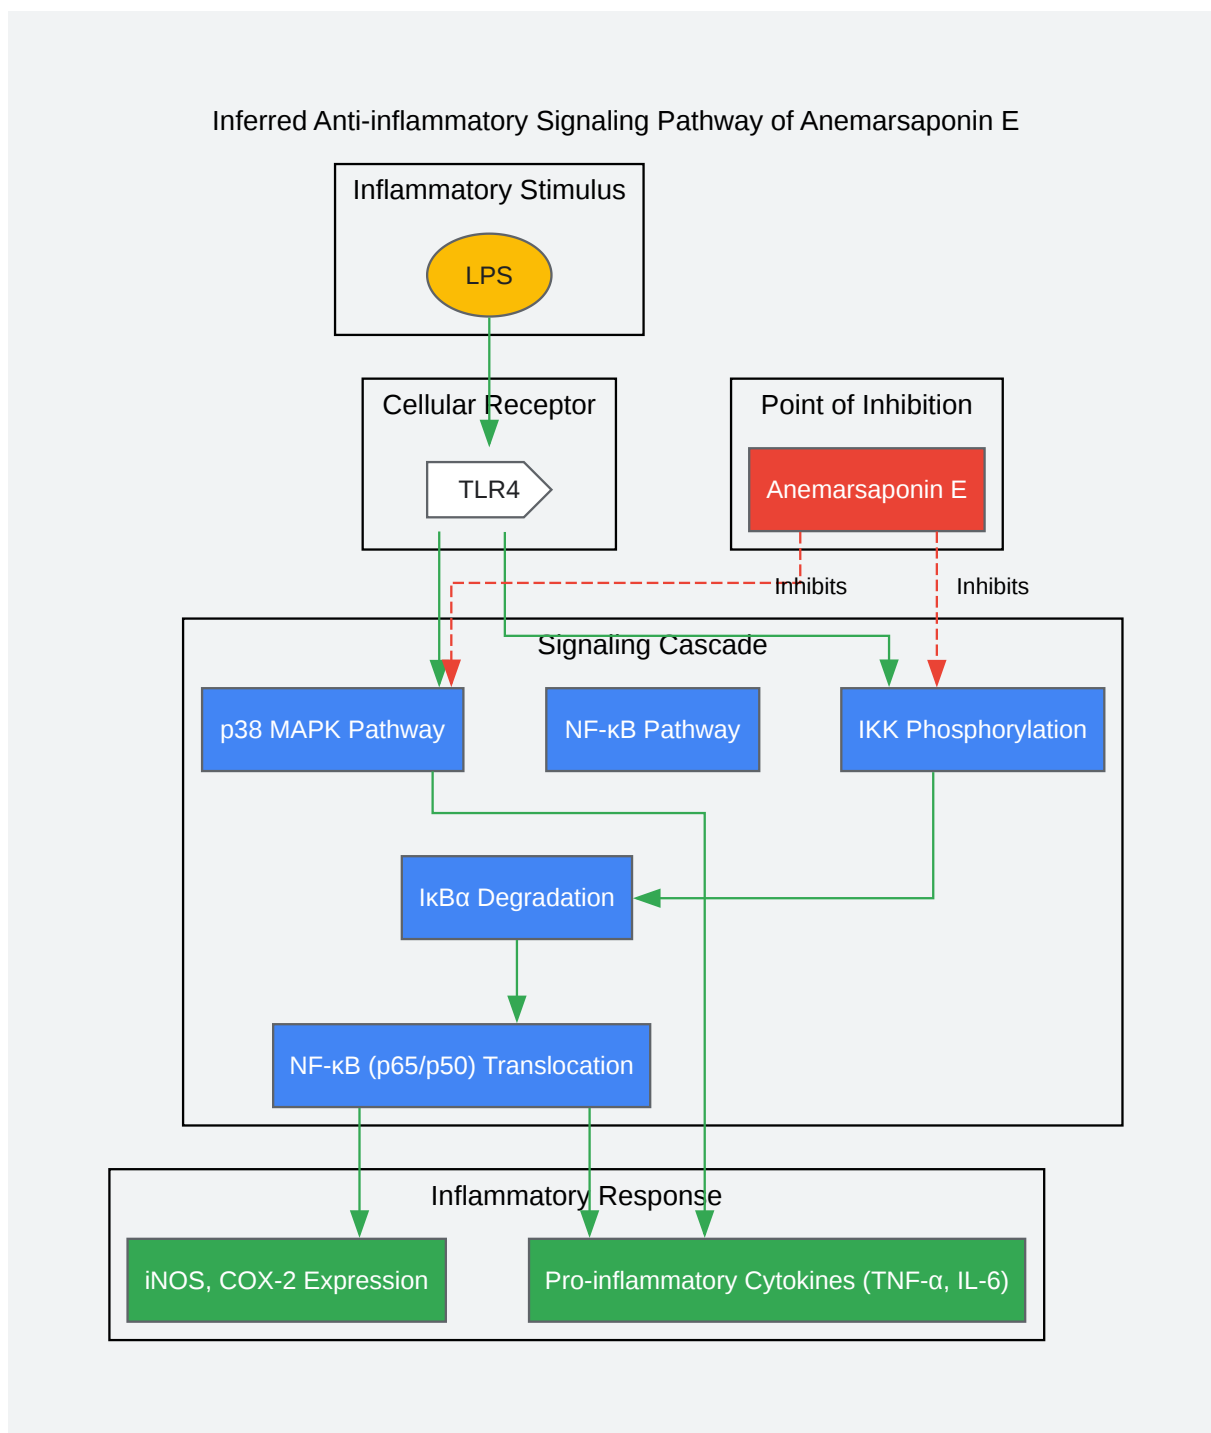 Inferred Anti-inflammatory Signaling Pathway of Anemarsaponin E
Inflammatory Stimulus
LPS
Cellular Receptor
TLR4
Point of Inhibition
Anemarsaponin E
Inhibits
Inhibits
Signaling Cascade
p38 MAPK Pathway
NF-κB Pathway
IKK Phosphorylation
IκBα Degradation
NF-κB (p65/p50) Translocation
Inflammatory Response
iNOS, COX-2 Expression
Pro-inflammatory Cytokines (TNF-α, IL-6)